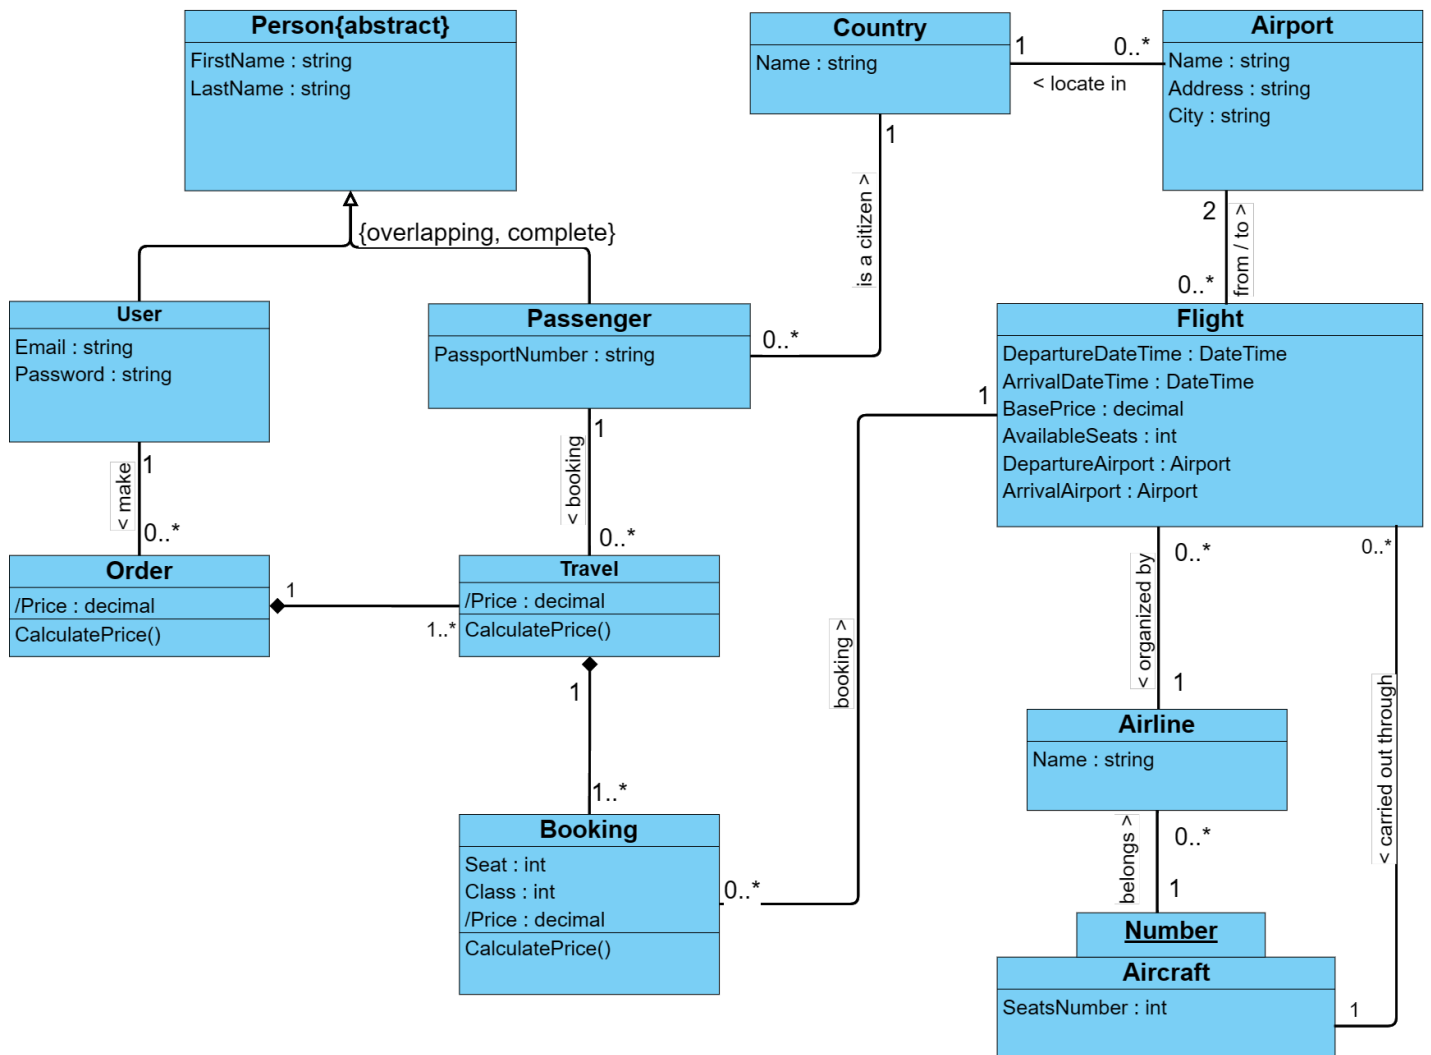 Person{abstract}
FirstName : string
LastName : string
Country
Name : string
1
0..*
< locate in
Airport
Name : string
Address : string
City : string
{overlapping, complete}
1
is a citizen >
0..*
2
from / to >
0..*
User
Email : string
Password : string
Passenger
PassportNumber : string
Flight
DepartureDateTime : DateTime
ArrivalDateTime : DateTime
BasePrice : decimal
AvailableSeats : int
DepartureAirport : Airport
ArrivalAirport : Airport
1
< make
0..*
1
< booking
0..*
1
booking >
0..*
Order
/Price : decimal
CalculatePrice()
1
1..*
Travel
/Price : decimal
CalculatePrice()
1
1..*
0..*
< organized by
1
0..*
< carried out through
1
Airline
Name : string
belongs >
0..*
1
Booking
Seat : int
Class : int
/Price : decimal
CalculatePrice()
Number
Aircraft
SeatsNumber : int